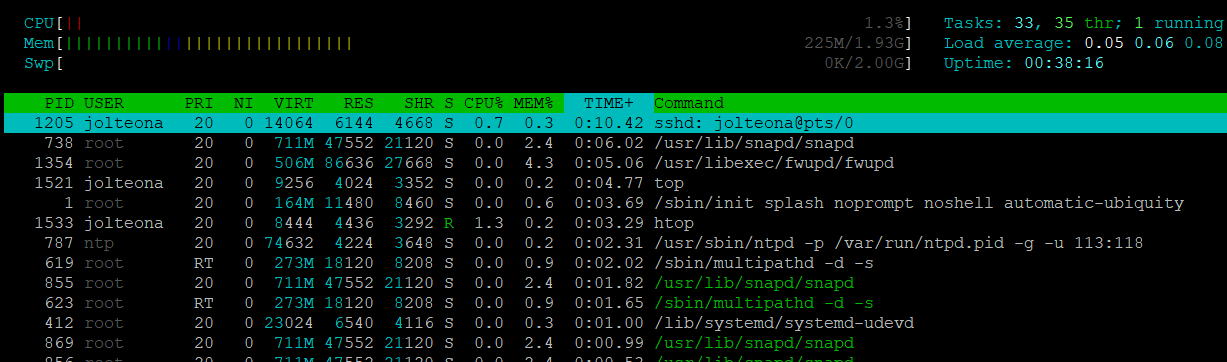 CPU[|| 1.3%] Tasks: 33, 35 thr; 1 running
Mem[|||||||||||||||||||||||||||| 225M/1.93G] Load average: 0.05 0.06 0.08
Swp[ 0K/2.00G] Uptime: 00:38:16
PID USER PRI NI VIRT RES SHR S CPU% MEM% TIME+ Command
1205 jolteona 20 0 14064 6144 4668 S 0.7 0.3 0:10.42 sshd: jolteona@pts/0
738 root 20 0 711M 47552 21120 S 0.0 2.4 0:06.02 /usr/lib/snapd/snapd
1354 root 20 0 506M 86636 27668 S 0.0 4.3 0:05.06 /usr/libexec/fwupd/fwupd
1521 jolteona 20 0 9256 4024 3352 S 0.0 0.2 0:04.77 top
1 root 20 0 164M 11480 8460 S 0.0 0.6 0:03.69 /sbin/init splash noprompt noshell automatic-ubiquity
1533 jolteona 20 0 8444 4436 3292 R 1.3 0.2 0:03.29 htop
787 ntp 20 0 74632 4224 3648 S 0.0 0.2 0:02.31 /usr/sbin/ntpd -p /var/run/ntpd.pid -g -u 113:118
619 root RT 0 273M 18120 8208 S 0.0 0.9 0:02.02 /sbin/multipathd -d -s
855 root 20 0 711M 47552 21120 S 0.0 2.4 0:01.82 /usr/lib/snapd/snapd
623 root RT 0 273M 18120 8208 S 0.0 0.9 0:01.65 /sbin/multipathd -d -s
412 root 20 0 23024 6540 4116 S 0.0 0.3 0:01.00 /lib/systemd/systemd-udevd
869 root 20 0 711M 47552 21120 S 0.0 2.4 0:00.99 /usr/lib/snapd/snapd
856 root 20 0 711M 47552 21120 S 0.0 2.4 0:00.53 /usr/lib/snapd/snapd